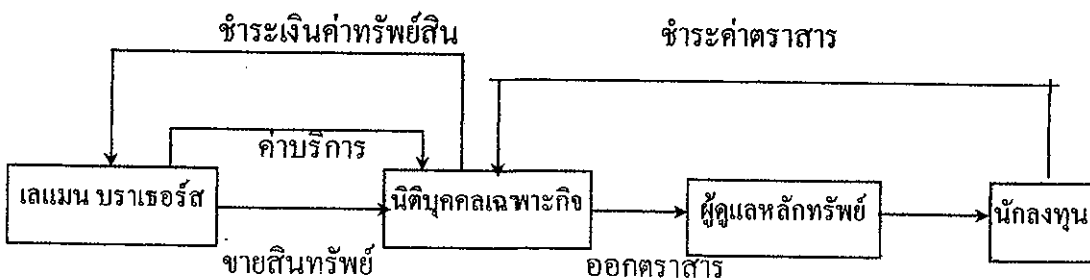 ชำระเงินค่าทรัพย์สิน
ชำระค่าตราสาร
ค่าบริการ
เลแมน บราเธอร์ส
นิติบุคคลเฉพาะกิจ
ผู้ดูแลหลักทรัพย์
นักลงทุน
ขายสินทรัพย์
ออกตราสาร